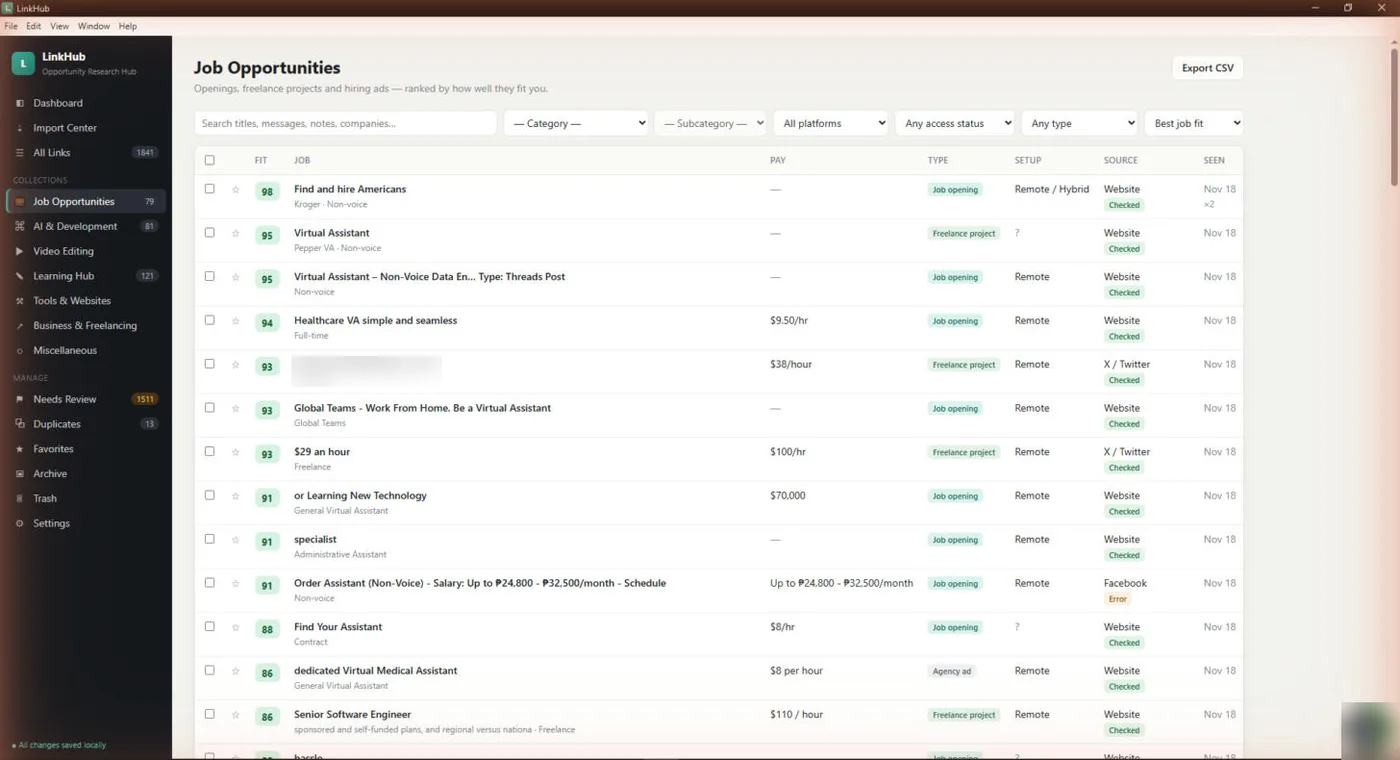 LinkHub
File Edit View Window Help
L
LinkHub
Opportunity Research Hub
Dashboard
Import Center
All Links 1841
COLLECTIONS
Job Opportunities 79
AI & Development 81
Video Editing
Learning Hub 121
Tools & Websites
Business & Freelancing
Miscellaneous
MANAGE
Needs Review 1511
Duplicates 13
Favorites
Archive
Trash
Settings
All changes saved locally
Job Opportunities
Export CSV
Openings, freelance projects and hiring ads — ranked by how well they fit you.
Search titles, messages, notes, companies... — Category — — Subcategory — All platforms Any access status Any type Best job fit
FIT JOB PAY TYPE SETUP SOURCE SEEN
98 Find and hire Americans — Job opening Remote / Hybrid Website Nov 18
Kroger · Non-voice Checked ×2
95 Virtual Assistant — Freelance project ? Website Nov 18
Pepper VA · Non-voice Checked
95 Virtual Assistant – Non-Voice Data En... Type: Threads Post — Job opening Remote Website Nov 18
Non-voice Checked
94 Healthcare VA simple and seamless $9.50/hr Job opening Remote Website Nov 18
Full-time Checked
93 $38/hour Freelance project Remote X / Twitter Nov 18
Checked
93 Global Teams - Work From Home. Be a Virtual Assistant — Job opening Remote Website Nov 18
Global Teams Checked
93 $29 an hour $100/hr Freelance project Remote X / Twitter Nov 18
Freelance Checked
91 or Learning New Technology $70,000 Job opening Remote Website Nov 18
General Virtual Assistant Checked
91 specialist — Job opening Remote Website Nov 18
Administrative Assistant Checked
91 Order Assistant (Non-Voice) - Salary: Up to ₱24,800 - ₱32,500/month - Schedule Up to ₱24,800 - ₱32,500/month Job opening Remote Facebook Nov 18
Non-voice Error
88 Find Your Assistant $8/hr Job opening ? Website Nov 18
Contract Checked
86 dedicated Virtual Medical Assistant $8 per hour Agency ad Remote Website Nov 18
General Virtual Assistant Checked
86 Senior Software Engineer $110 / hour Freelance project Remote Website Nov 18
sponsored and self-funded plans, and regional versus nationa · Freelance Checked